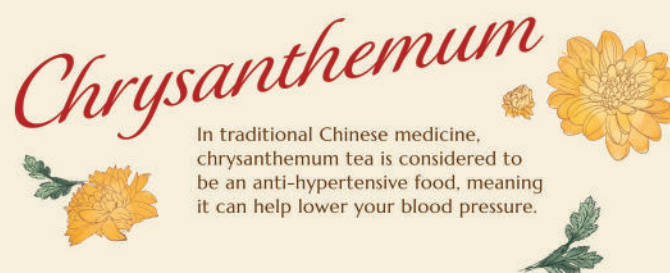 Chrysanthemum
In traditional Chinese medicine,
chrysanthemum tea is considered to
be an anti-hypertensive food, meaning
it can help lower your blood pressure.